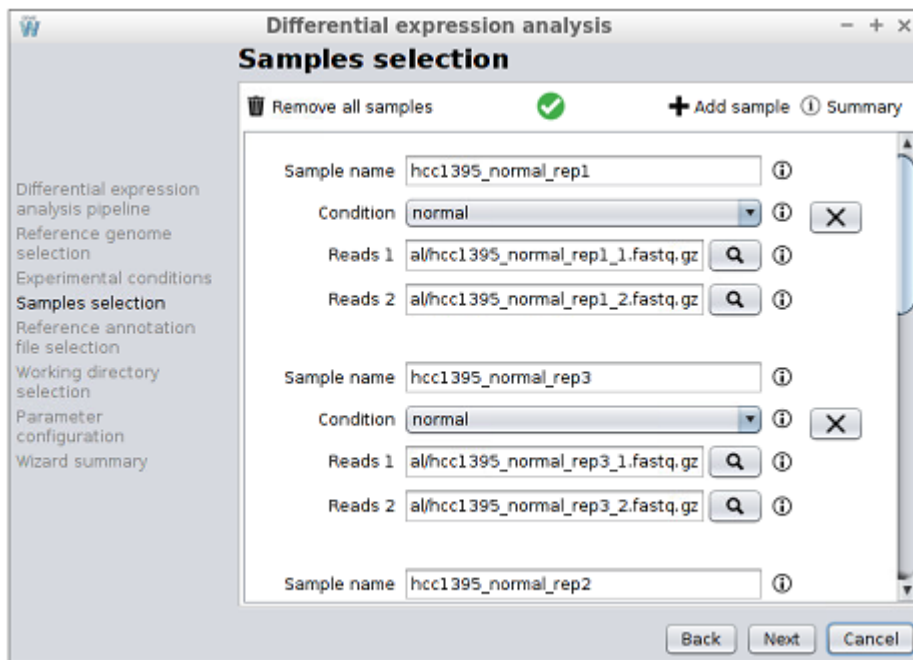 Differential expression analysis
Samples selection
Remove all samples
Add sample
Summary
Differential expression
analysis pipeline
Reference genome
selection
Experimental conditions
Samples selection
Reference annotation
file selection
Working directory
selection
Parameter
configuration
Wizard summary
Sample name hcc1395_normal_rep1
Condition normal
Reads 1 al/hcc1395_normal_rep1_1.fastq.gz
Reads 2 al/hcc1395_normal_rep1_2.fastq.gz
Sample name hcc1395_normal_rep3
Condition normal
Reads 1 al/hcc1395_normal_rep3_1.fastq.gz
Reads 2 al/hcc1395_normal_rep3_2.fastq.gz
Sample name hcc1395_normal_rep2
Back Next Cancel